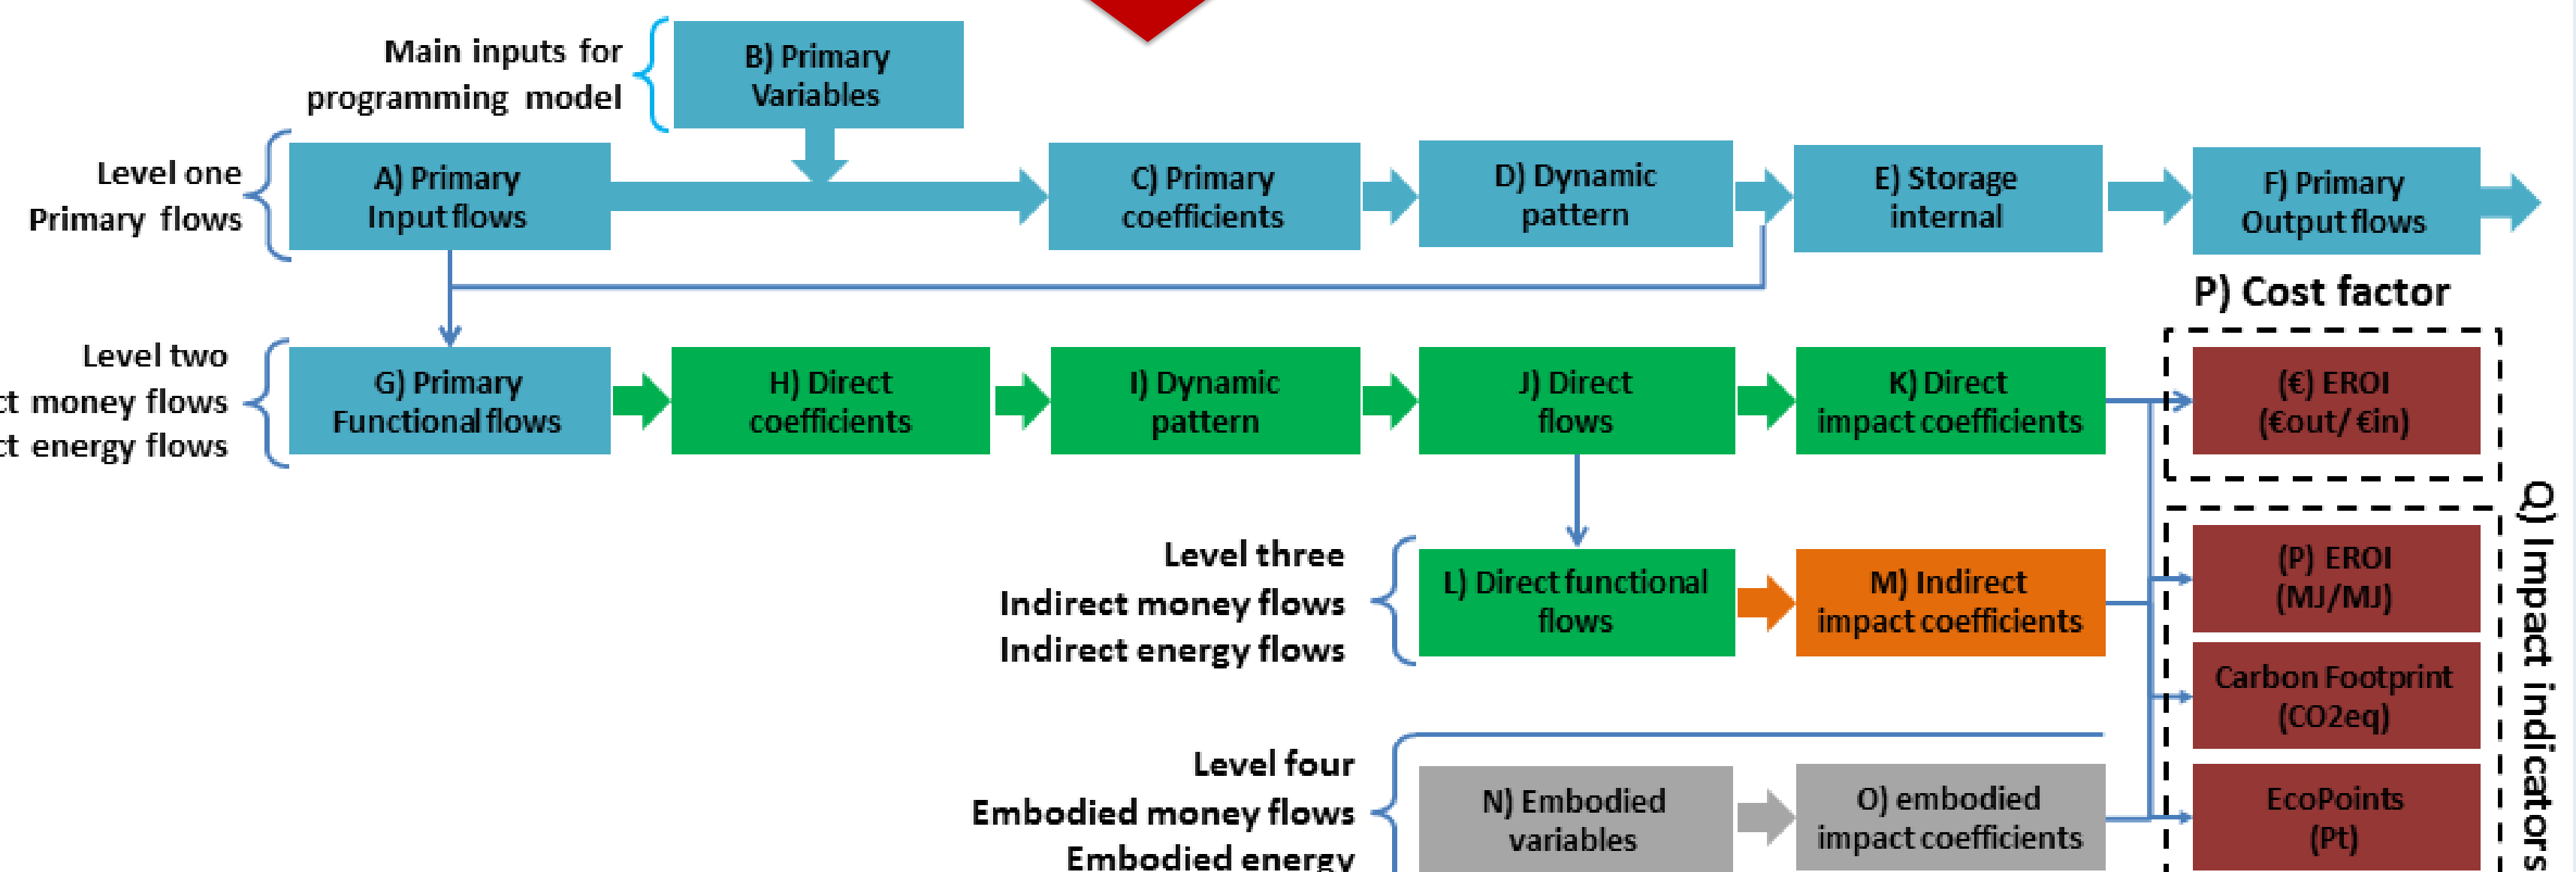 Main inputs for
programming model
B) Primary
Variables
Level one
Primary flows
A) Primary
Input flows
C) Primary
coefficients
D) Dynamic
pattern
E) Storage
internal
F) Primary
Output flows
P) Cost factor
Level two
ct money flows
ct energy flows
G) Primary
Functional flows
H) Direct
coefficients
I) Dynamic
pattern
J) Direct
flows
K) Direct
impact coefficients
(€) EROI
(€out/ €in)
Level three
Indirect money flows
Indirect energy flows
L) Direct functional
flows
M) Indirect
impact coefficients
(P) EROI
(MJ/MJ)
Carbon Footprint
(CO2eq)
Level four
Embodied money flows
Embodied energy
N) Embodied
variables
O) embodied
impact coefficients
EcoPoints
(Pt)
Q) Impact indicators